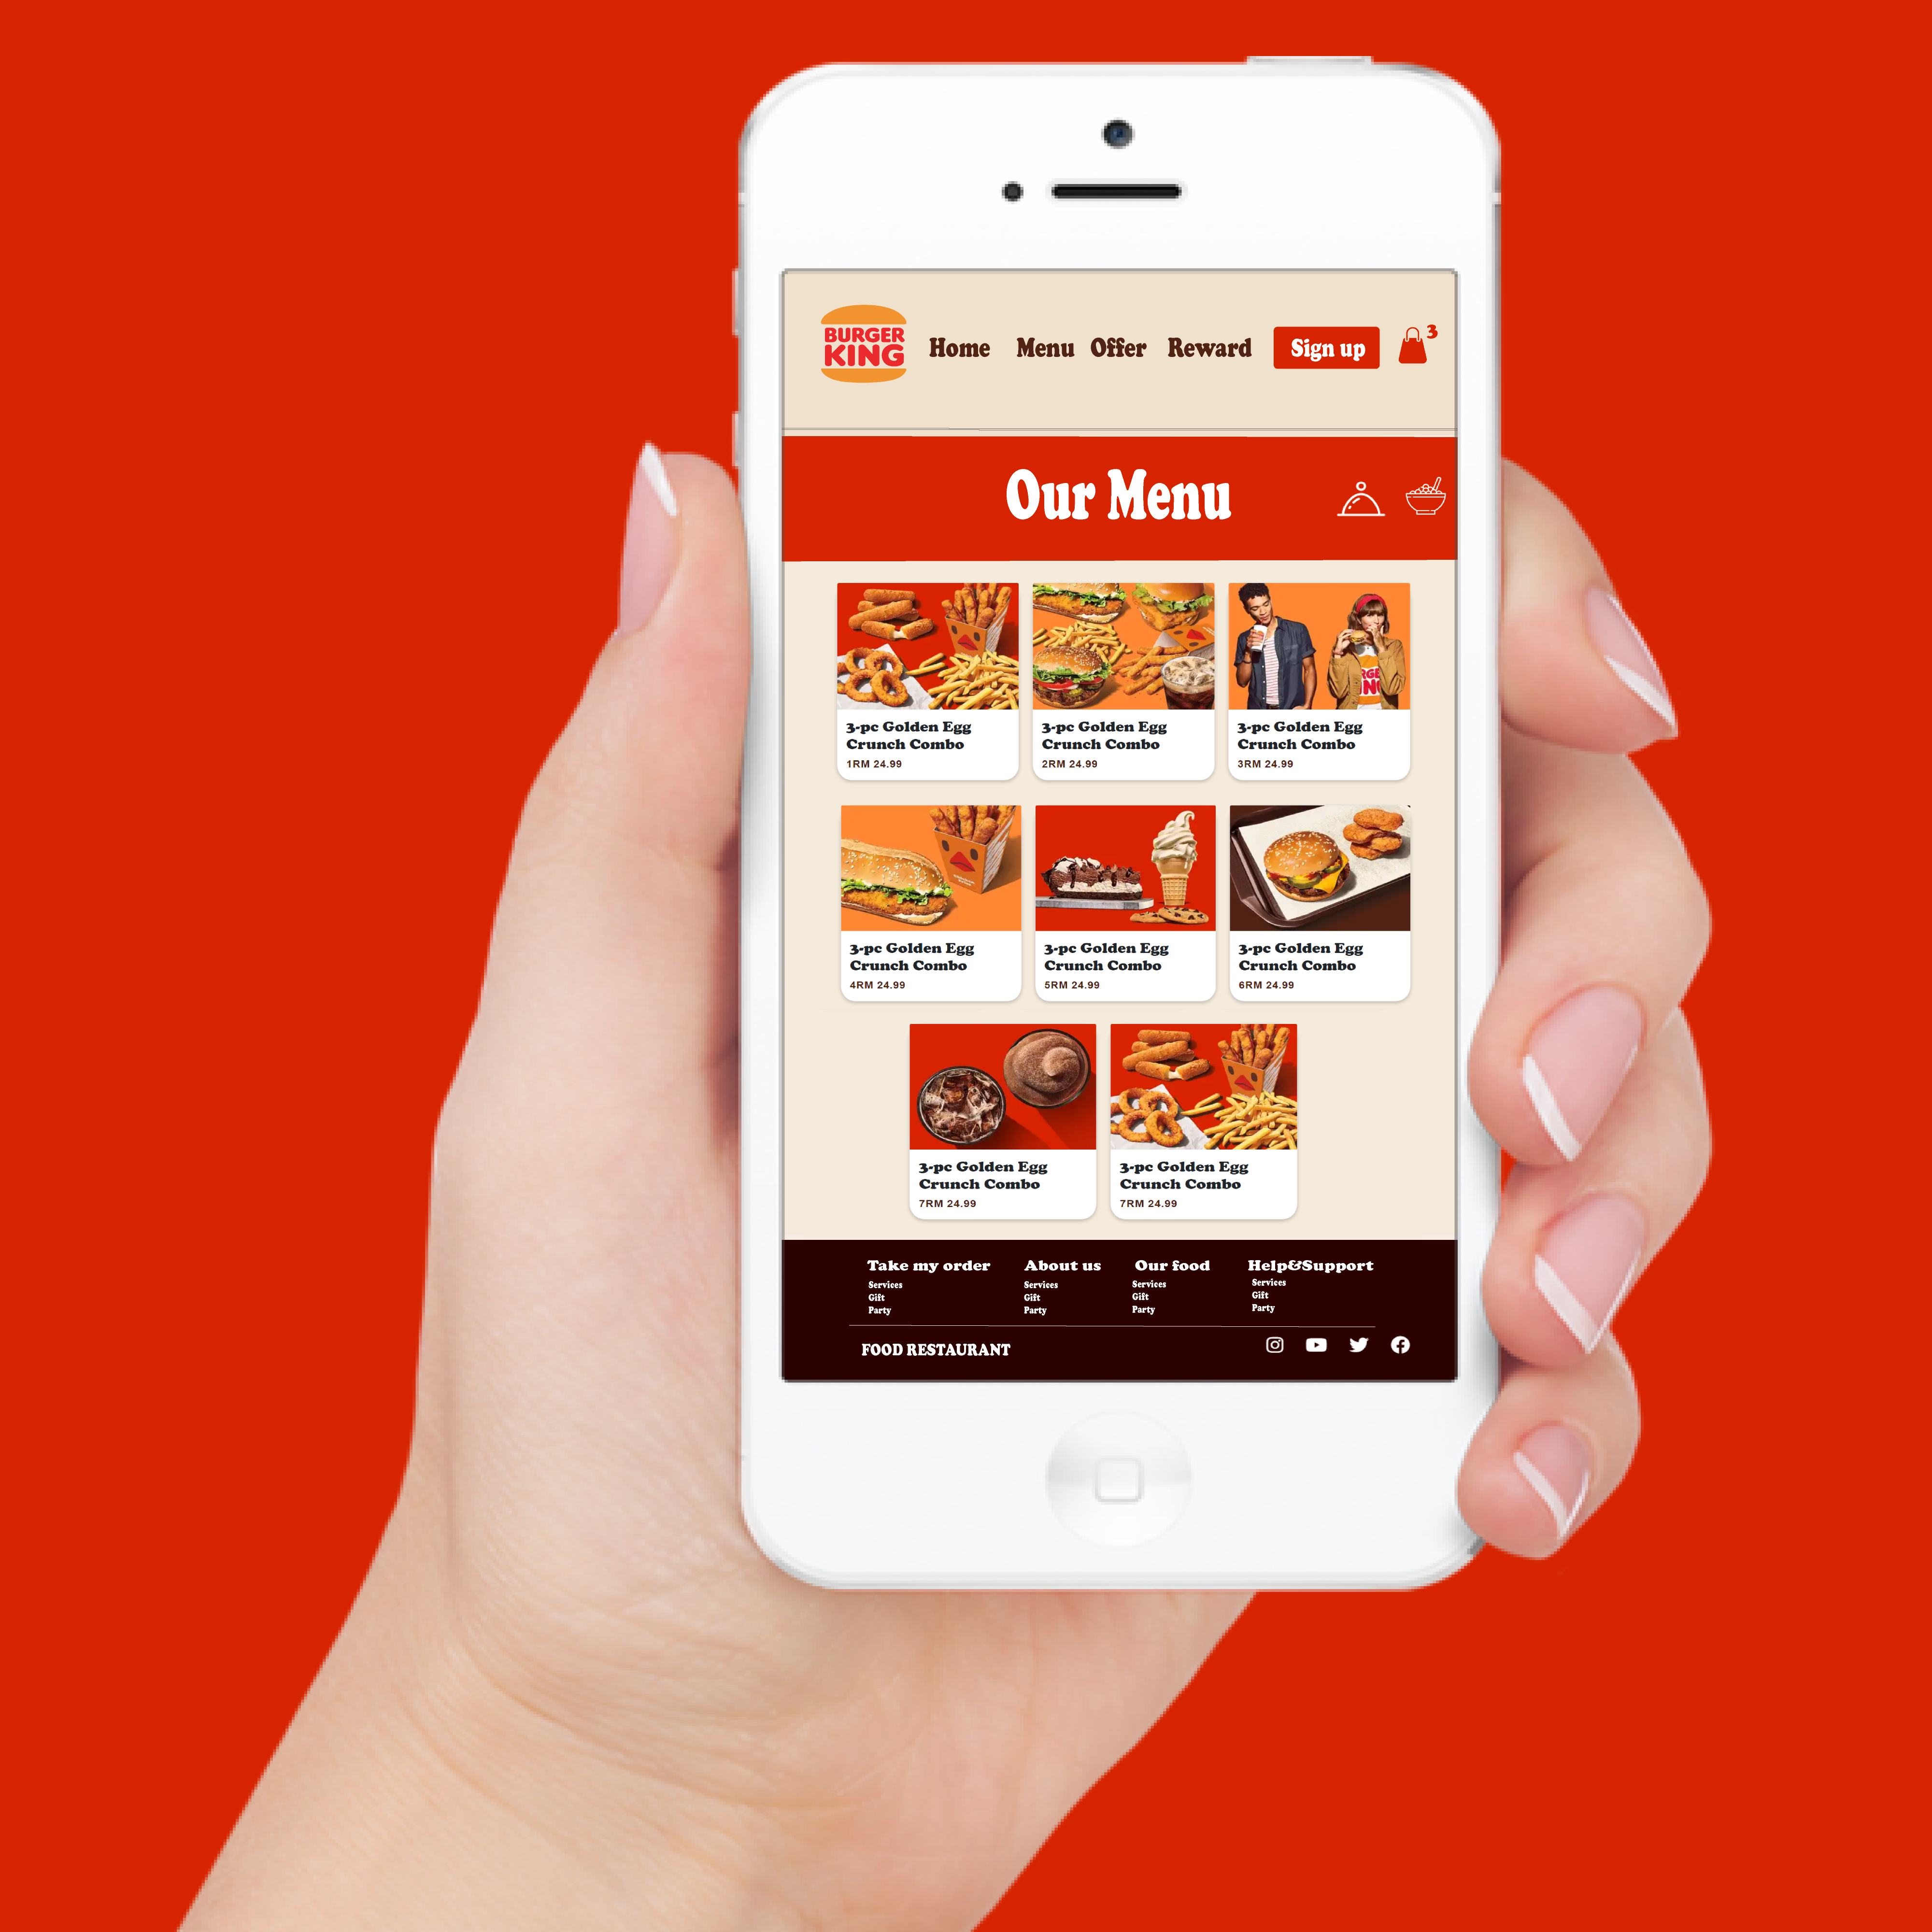 BURGER
KING
Home Menu Offer Reward Sign up 3
Our Menu
3-pc Golden Egg
Crunch Combo
1RM 24.99
3-pc Golden Egg
Crunch Combo
2RM 24.99
3-pc Golden Egg
Crunch Combo
3RM 24.99
3-pc Golden Egg
Crunch Combo
4RM 24.99
3-pc Golden Egg
Crunch Combo
5RM 24.99
3-pc Golden Egg
Crunch Combo
6RM 24.99
3-pc Golden Egg
Crunch Combo
7RM 24.99
3-pc Golden Egg
Crunch Combo
7RM 24.99
Take my order
Services
Gift
Party
About us
Services
Gift
Party
Our food
Services
Gift
Party
Help&Support
Services
Gift
Party
FOOD RESTAURANT